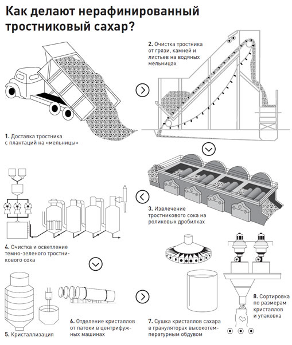 Как делают нерафинированный
тростниковый сахар?
1. Доставка тростника
с плантаций на «мельницы»
2. Очистка тростника
от грязи, камней и
листьев на водяных
мельницах
3. Извлечение
тростникового сока на
роликовых дробилках
4. Очистка и осветление
темно-зеленого тростни-
кового сока
5. Кристаллизация
6. Отделение кристаллов
от патоки в центрифуж-
ных машинах
7. Сушка кристаллов сахара
в грануляторах высокотем-
пературным обдувом
8. Сортировка
по размерам
кристаллов
и упаковка